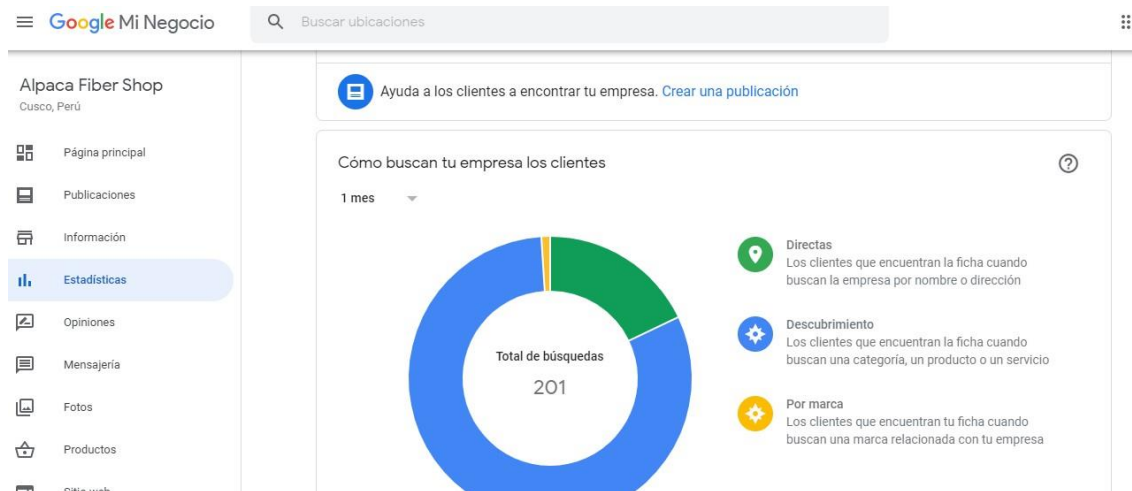 Google Mi Negocio
Buscar ubicaciones
Alpaca Fiber Shop
Cusco, Perú
Página principal
Publicaciones
Información
Estadísticas
Opiniones
Mensajería
Fotos
Productos
Sitio web
Ayuda a los clientes a encontrar tu empresa. Crear una publicación
Cómo buscan tu empresa los clientes
1 mes
Total de búsquedas
201
Directas
Los clientes que encuentran la ficha cuando
buscan la empresa por nombre o dirección
Descubrimiento
Los clientes que encuentran la ficha cuando
buscan una categoría, un producto o un servicio
Por marca
Los clientes que encuentran tu ficha cuando
buscan una marca relacionada con tu empresa